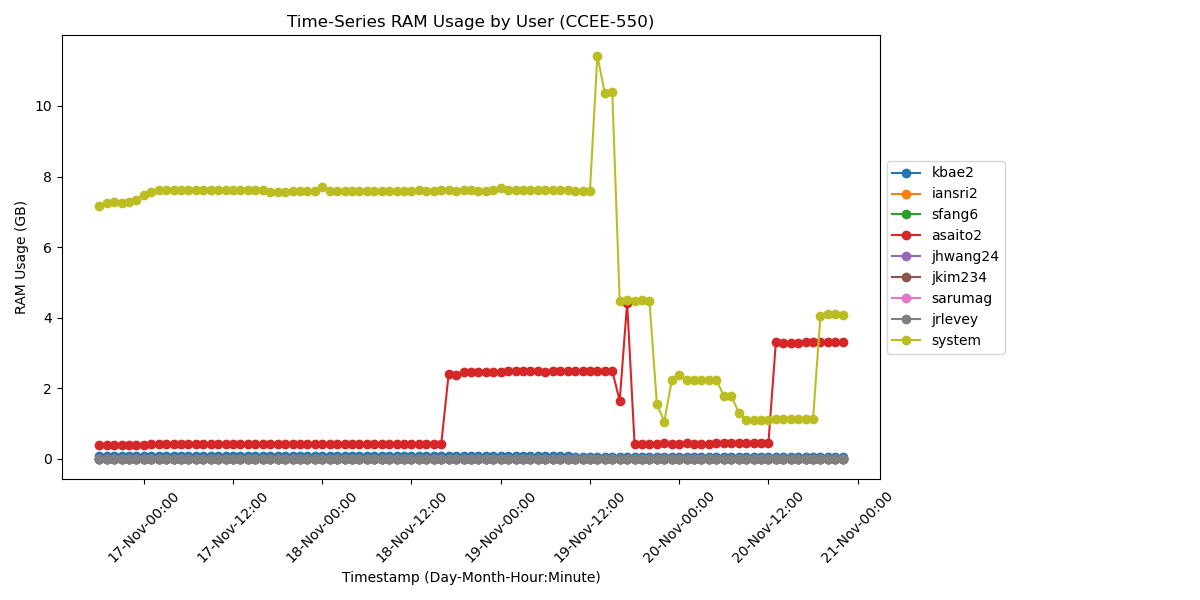 Time-Series RAM Usage by User (CCEE-550)
RAM Usage (GB)
10
8
6
4
2
0
17-Nov-00:00
17-Nov-12:00
18-Nov-00:00
18-Nov-12:00
19-Nov-00:00
19-Nov-12:00
20-Nov-00:00
20-Nov-12:00
21-Nov-00:00
Timestamp (Day-Month-Hour:Minute)
kbae2
iansri2
sfang6
asaito2
jhwang24
jkim234
sarumag
jrlevey
system